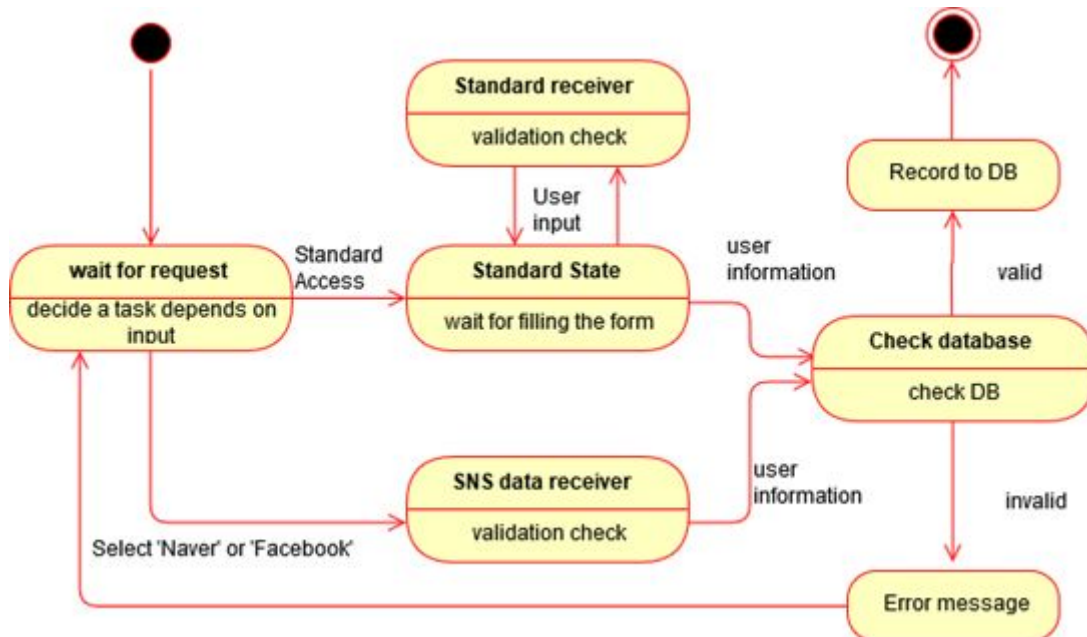 Standard receiver
validation check
Record to DB
User
input
Standard
Access
user
information
wait for request
decide a task depends on
input
Standard State
wait for filling the form
valid
Check database
check DB
SNS data receiver
validation check
user
information
invalid
Select 'Naver' or 'Facebook'
Error message